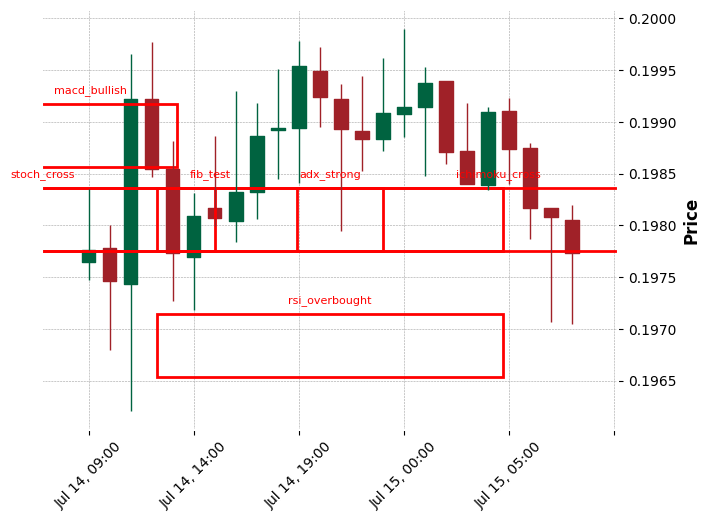 0.2000
0.1995
macd_bullish
0.1990
stoch_cross fib_test adx_strong ichimoku_cross
0.1985
0.1980
Price
0.1975
rsi_overbought
0.1970
0.1965
Jul 14, 09:00
Jul 14, 14:00
Jul 14, 19:00
Jul 15, 00:00
Jul 15, 05:00